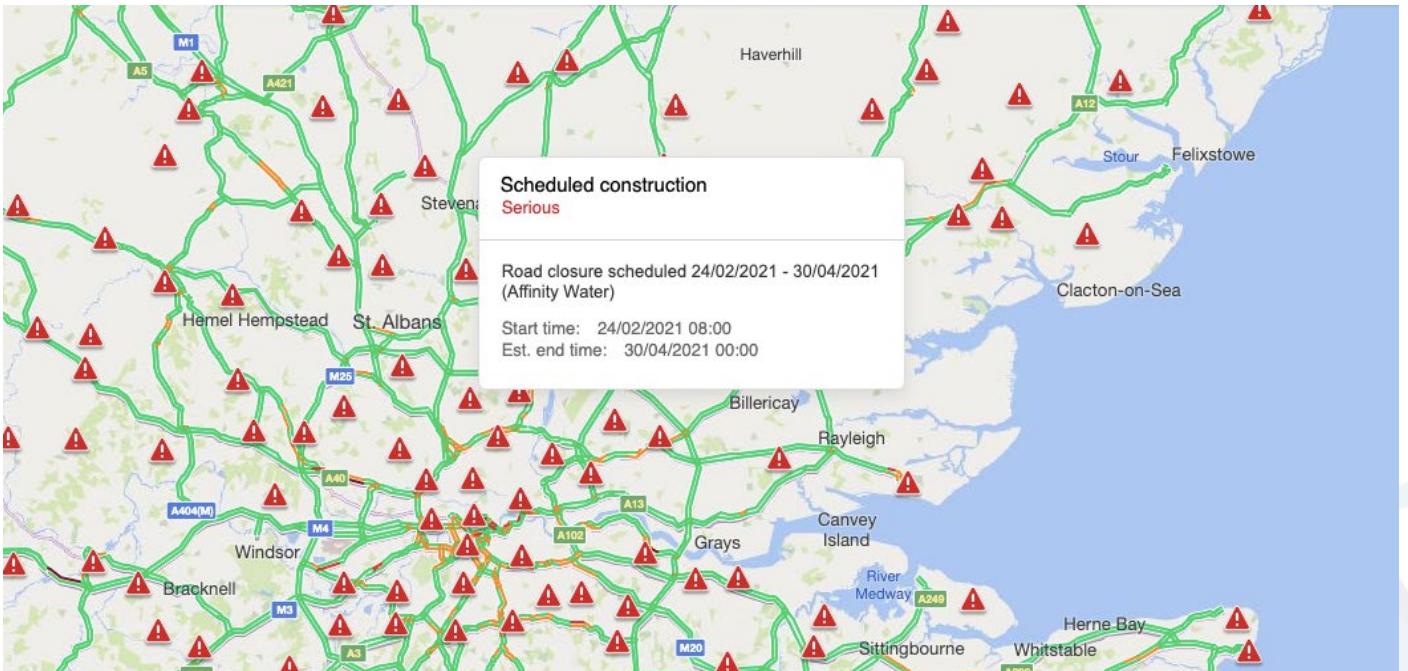 Haverhill
M1
A5
A421
A12
Stour
Felixstowe
Scheduled construction
Serious
Stevena
Road closure scheduled 24/02/2021 - 30/04/2021
(Affinity Water)
Start time: 24/02/2021 08:00
Est. end time: 30/04/2021 00:00
Clacton-on-Sea
Hemel Hempstead
St. Albans
M25
Billericay
Rayleigh
A40
A404(M)
M4
A13
A102
Canvey
Island
Grays
Windsor
Bracknell
River
Medway
A249
M3
Herne Bay
A3
M20
Sittingbourne
Whitstable